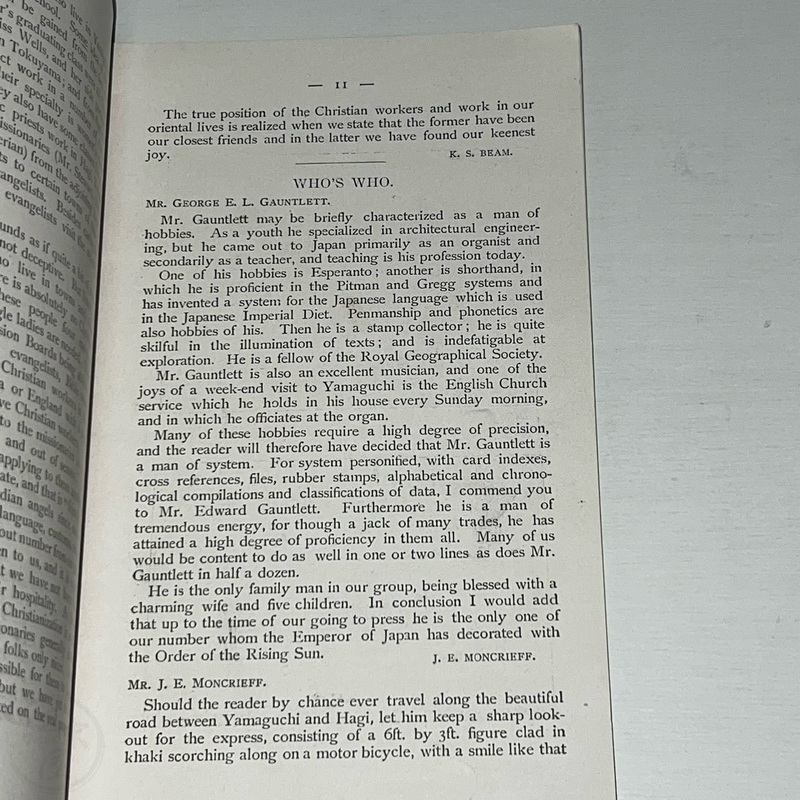 — 11 —
The true position of the Christian workers and work in our
oriental lives is realized when we state that the former have been
our closest friends and in the latter we have found our keenest
joy. K. S. BEAM.
WHO'S WHO.
MR. GEORGE E. L. GAUNTLETT.
Mr. Gauntlett may be briefly characterized as a man of
hobbies. As a youth he specialized in architectural engineer-
ing, but he came out to Japan primarily as an organist and
secondarily as a teacher, and teaching is his profession today.
One of his hobbies is Esperanto; another is shorthand, in
which he is proficient in the Pitman and Gregg systems and
has invented a system for the Japanese language which is used
in the Japanese Imperial Diet. Penmanship and phonetics are
also hobbies of his. Then he is a stamp collector; he is quite
skilful in the illumination of texts; and is indefatigable at
exploration. He is a fellow of the Royal Geographical Society.
Mr. Gauntlett is also an excellent musician, and one of the
joys of a week-end visit to Yamaguchi is the English Church
service which he holds in his house every Sunday morning,
and in which he officiates at the organ.
Many of these hobbies require a high degree of precision,
and the reader will therefore have decided that Mr. Gauntlett is
a man of system. For system personified, with card indexes,
cross references, files, rubber stamps, alphabetical and chrono-
logical compilations and classifications of data, I commend you
to Mr. Edward Gauntlett. Furthermore he is a man of
tremendous energy, for though a jack of many trades, he has
attained a high degree of proficiency in them all. Many of us
would be content to do as well in one or two lines as does Mr.
Gauntlett in half a dozen.
He is the only family man in our group, being blessed with a
charming wife and five children. In conclusion I would add
that up to the time of our going to press he is the only one of
our number whom the Emperor of Japan has decorated with
the Order of the Rising Sun. J. E. MONCRIEFF.
MR. J. E. MONCRIEFF.
Should the reader by chance ever travel along the beautiful
road between Yamaguchi and Hagi, let him keep a sharp look-
out for the express, consisting of a 6ft. by 3ft. figure clad in
khaki scorching along on a motor bicycle, with a smile like that